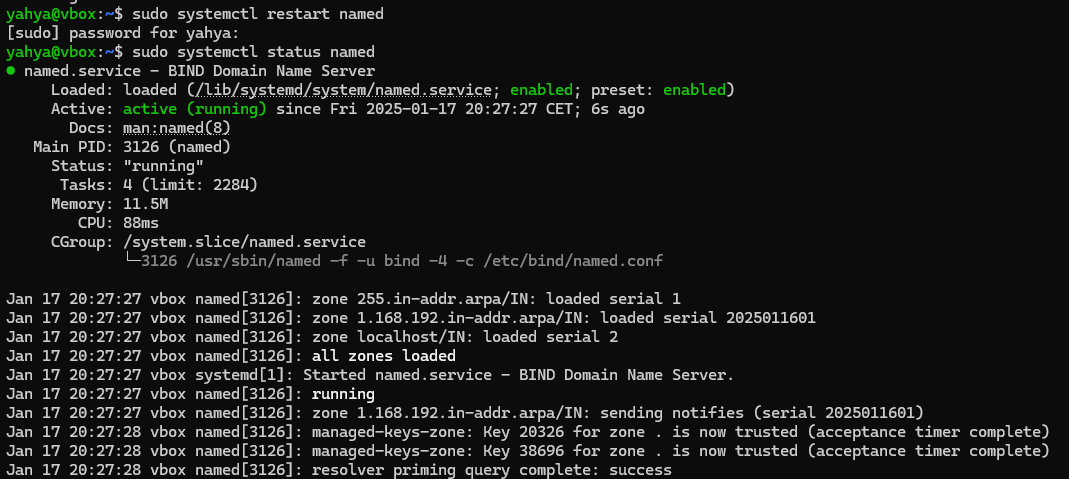 yahya@vbox:~$ sudo systemctl restart named
[sudo] password for yahya:
yahya@vbox:~$ sudo systemctl status named
● named.service - BIND Domain Name Server
     Loaded: loaded (/lib/systemd/system/named.service; enabled; preset: enabled)
     Active: active (running) since Fri 2025-01-17 20:27:27 CET; 6s ago
       Docs: man:named(8)
   Main PID: 3126 (named)
     Status: "running"
      Tasks: 4 (limit: 2284)
     Memory: 11.5M
        CPU: 88ms
     CGroup: /system.slice/named.service
             └─3126 /usr/sbin/named -f -u bind -4 -c /etc/bind/named.conf

Jan 17 20:27:27 vbox named[3126]: zone 255.in-addr.arpa/IN: loaded serial 1
Jan 17 20:27:27 vbox named[3126]: zone 1.168.192.in-addr.arpa/IN: loaded serial 2025011601
Jan 17 20:27:27 vbox named[3126]: zone localhost/IN: loaded serial 2
Jan 17 20:27:27 vbox named[3126]: all zones loaded
Jan 17 20:27:27 vbox systemd[1]: Started named.service - BIND Domain Name Server.
Jan 17 20:27:27 vbox named[3126]: running
Jan 17 20:27:27 vbox named[3126]: zone 1.168.192.in-addr.arpa/IN: sending notifies (serial 2025011601)
Jan 17 20:27:28 vbox named[3126]: managed-keys-zone: Key 20326 for zone . is now trusted (acceptance timer complete)
Jan 17 20:27:28 vbox named[3126]: managed-keys-zone: Key 38696 for zone . is now trusted (acceptance timer complete)
Jan 17 20:27:28 vbox named[3126]: resolver priming query complete: success